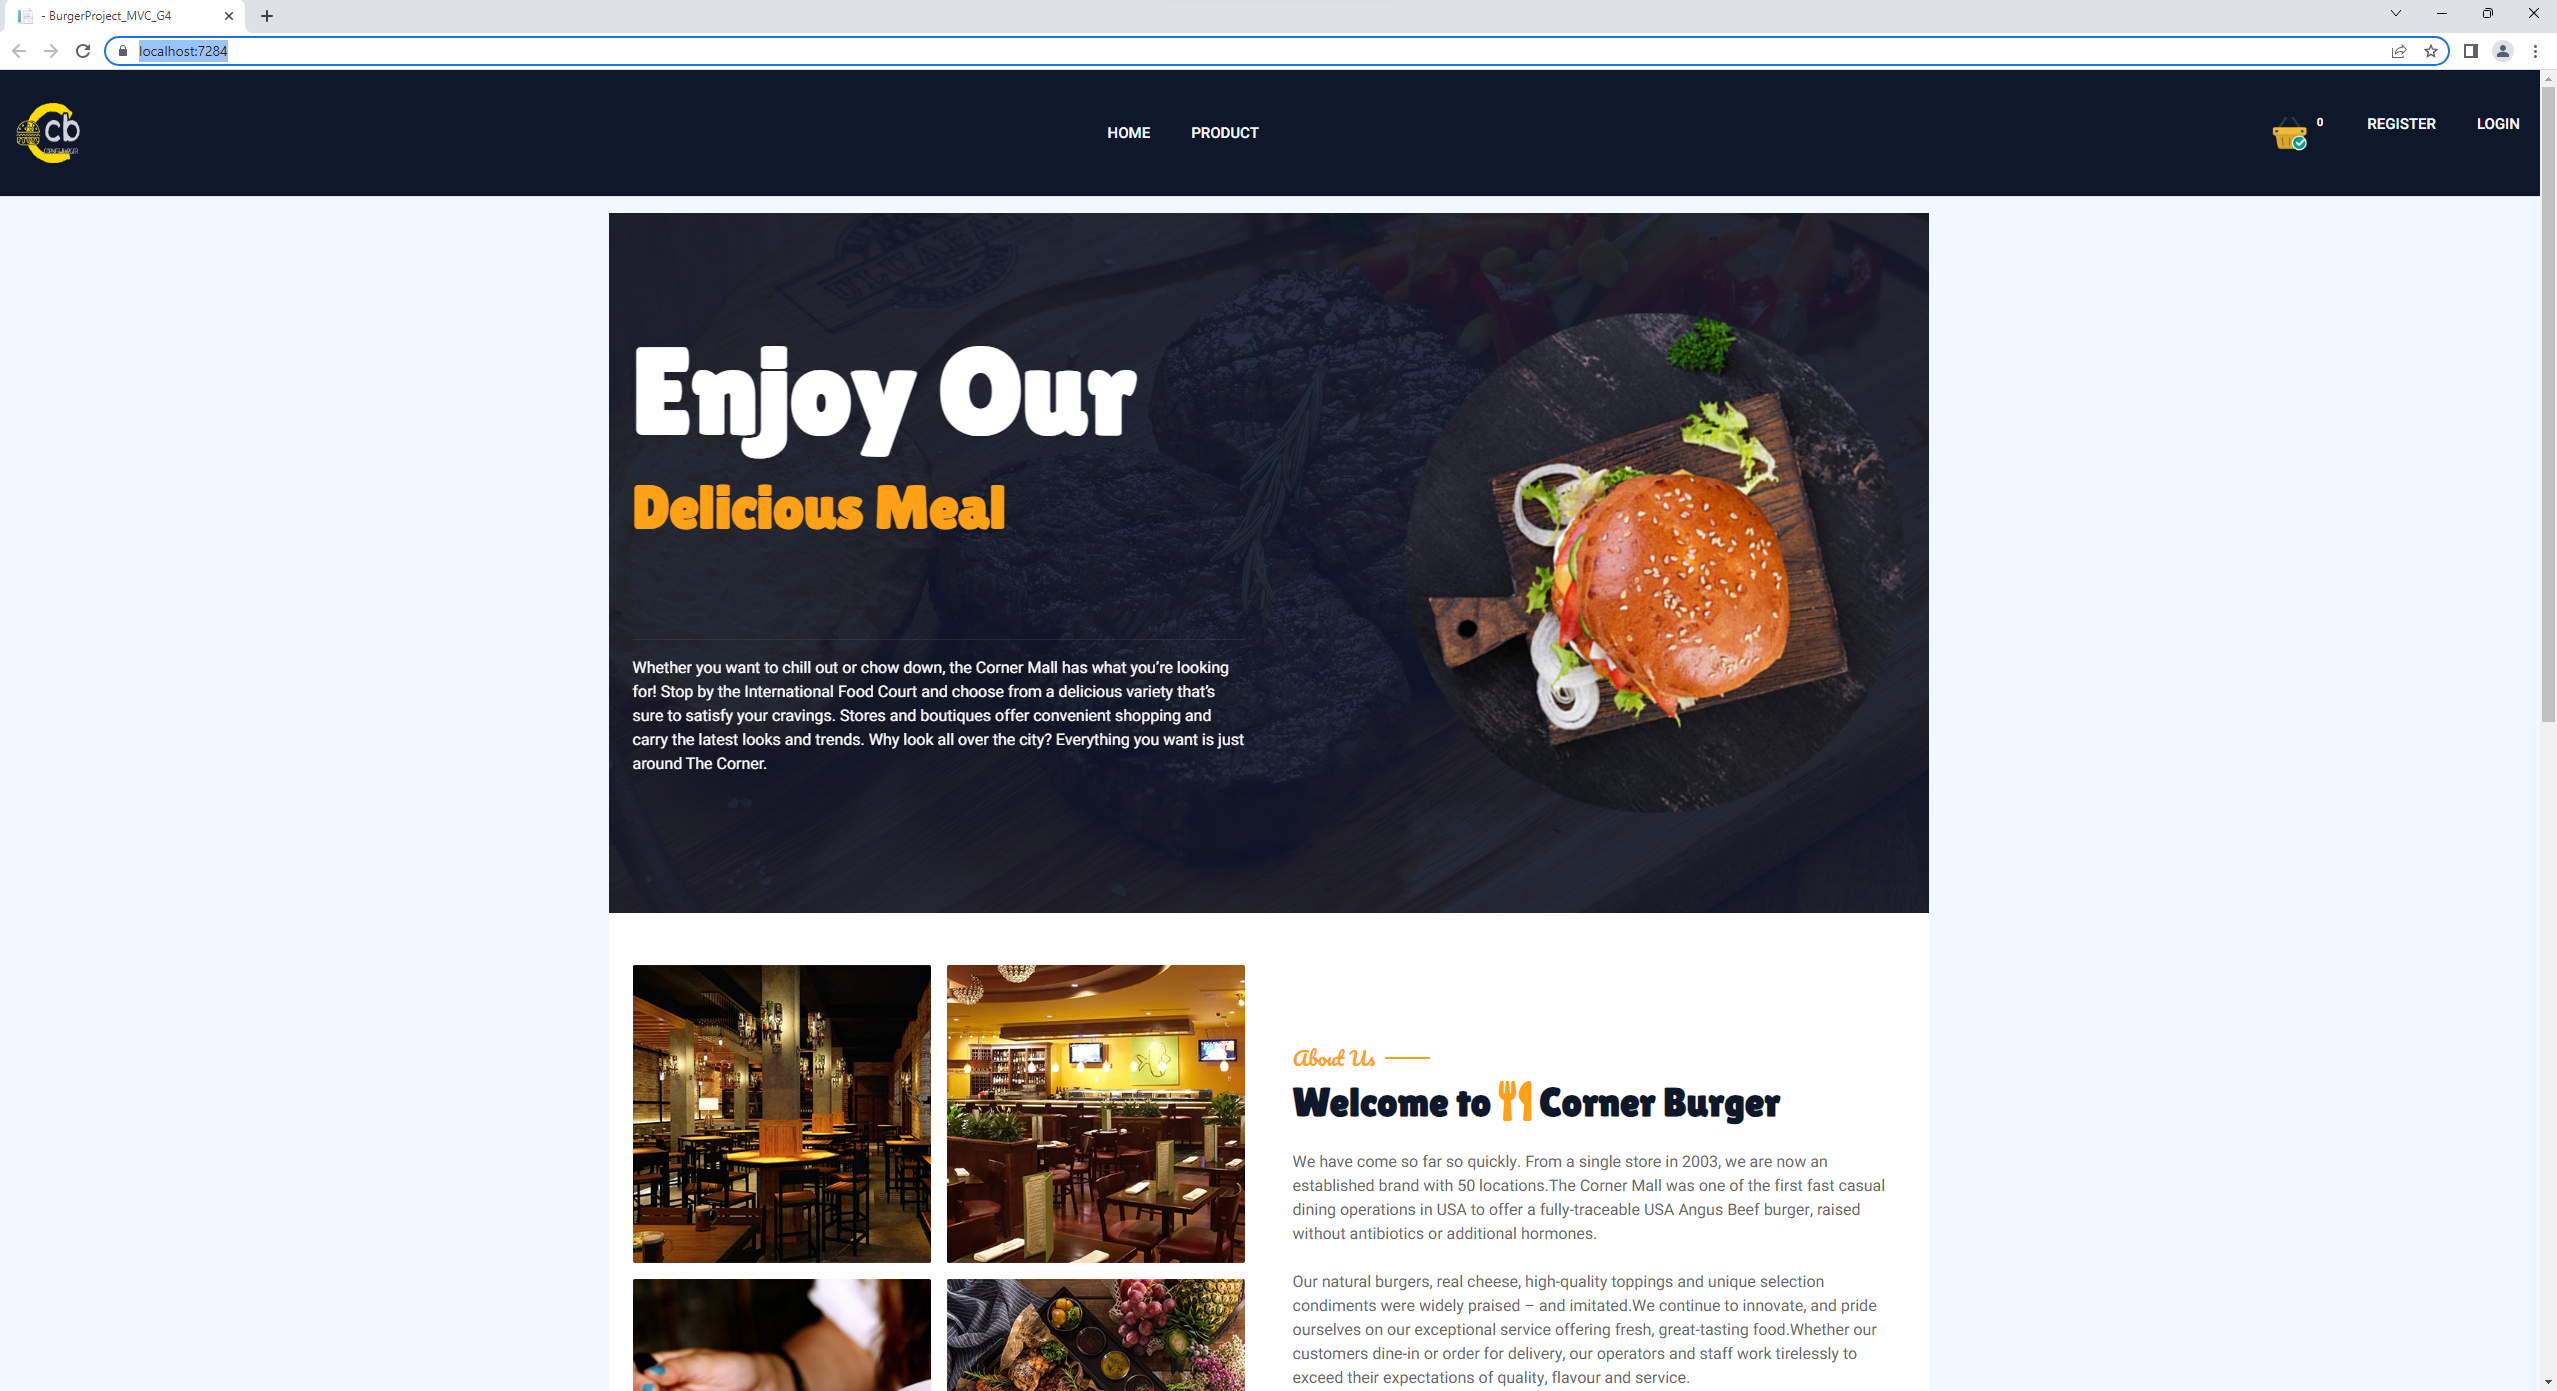 - BurgerProject_MVC_G4
localhost:7284
cb
HOME PRODUCT
0 REGISTER LOGIN
Enjoy Our
Delicious Meal
Whether you want to chill out or chow down, the Corner Mall has what you’re looking
for! Stop by the International Food Court and choose from a delicious variety that’s
sure to satisfy your cravings. Stores and boutiques offer convenient shopping and
carry the latest looks and trends. Why look all over the city? Everything you want is just
around The Corner.
About Us
Welcome to Corner Burger
We have come so far so quickly. From a single store in 2003, we are now an
established brand with 50 locations.The Corner Mall was one of the first fast casual
dining operations in USA to offer a fully-traceable USA Angus Beef burger, raised
without antibiotics or additional hormones.
Our natural burgers, real cheese, high-quality toppings and unique selection
condiments were widely praised – and imitated.We continue to innovate, and pride
ourselves on our exceptional service offering fresh, great-tasting food.Whether our
customers dine-in or order for delivery, our operators and staff work tirelessly to
exceed their expectations of quality, flavour and service.